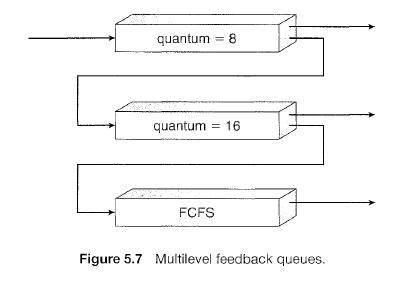 quantum = 8
quantum = 16
FCFS
Figure 5.7 Multilevel feedback queues.